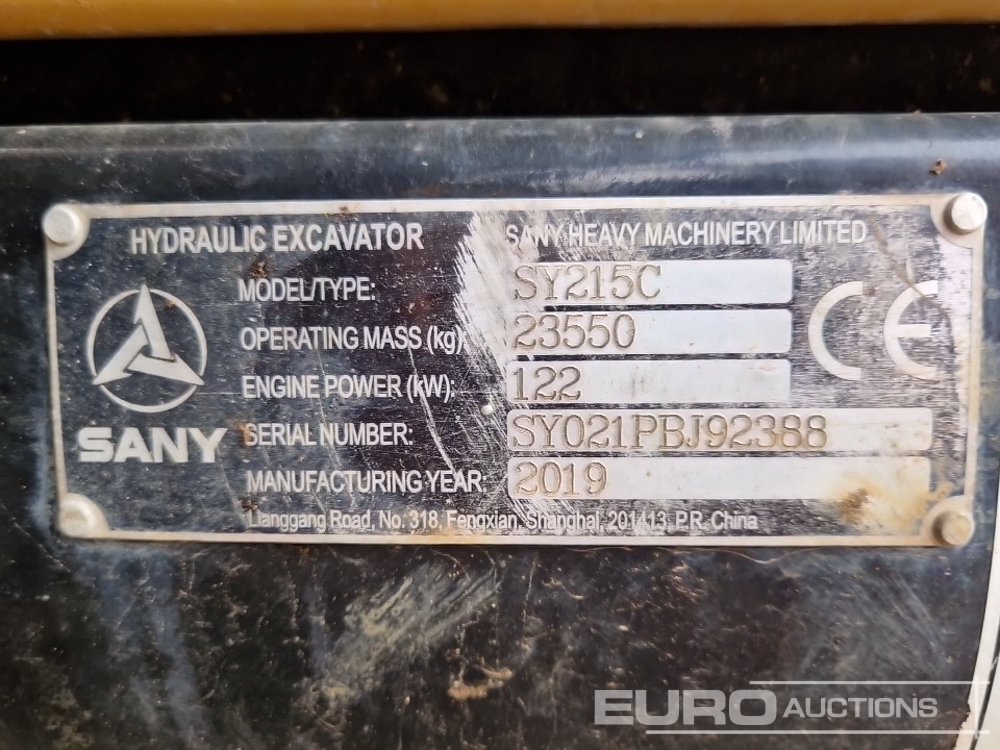 HYDRAULIC EXCAVATOR SANY HEAVY MACHINERY LIMITED
MODEL/TYPE: SY215C
OPERATING MASS (kg): 23550
ENGINE POWER (kW): 122
SERIAL NUMBER: SY021PBJ92388
MANUFACTURING YEAR 2019
Lianggang Road, No. 318, Fengxian, Shanghai, 201413, P.R. China
SANY
CE
EURO AUCTIONS